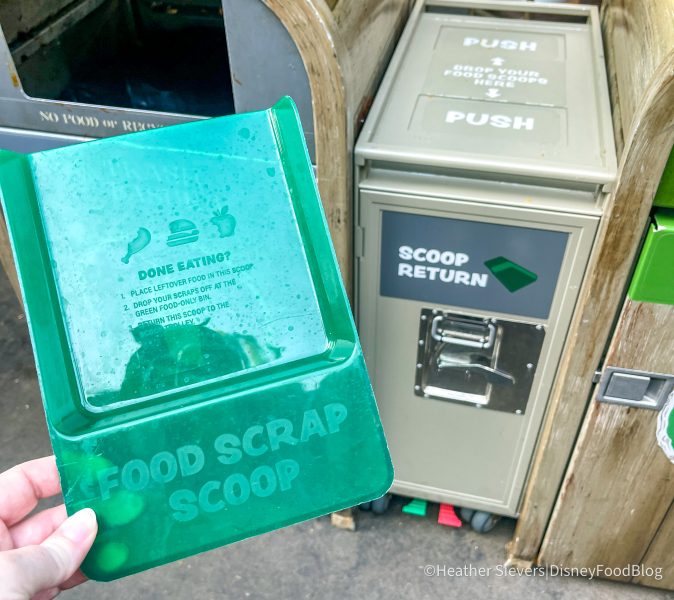 NO FOOD or
PUSH
DROP YOUR
FOOD SCOOPS
HERE
PUSH
SCOOP
RETURN
DONE EATING?
1. PLACE LEFTOVER FOOD IN THIS SCOOP
2. DROP YOUR SCRAPS OFF AT THE
GREEN FOOD-ONLY BIN.
RETURN THIS SCOOP TO THE
TROLLEY
FOOD SCRAP
SCOOP
©Heather Sievers|DisneyFoodBlog